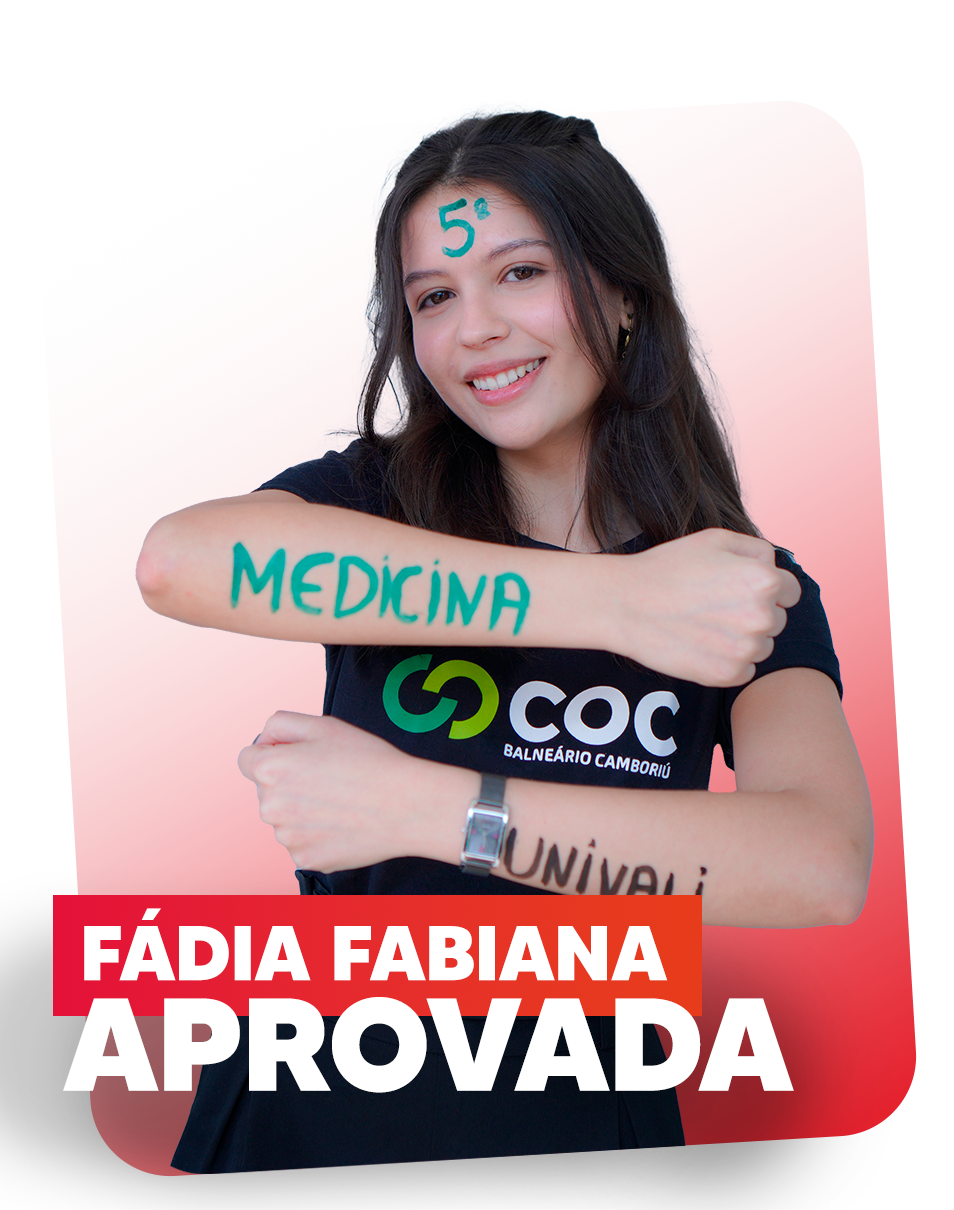 5ª
MEDICINA
COC
BALNEÁRIO CAMBORIÚ
UNIVALI
FÁDIA FABIANA
APROVADA